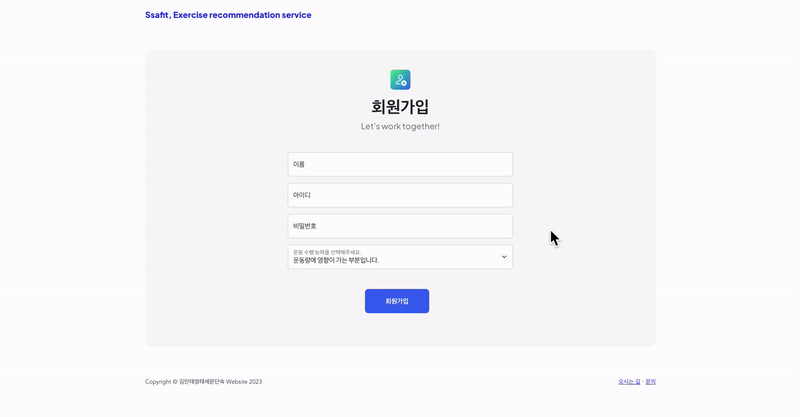 Ssafit, Exercise recommendation service
회원가입
Let's work together!
이름
아이디
비밀번호
운동 수행 능력을 선택해주세요.
운동량에 영향이 가는 부분입니다.
회원가입
Copyright © 김민태정태세문단속 Website 2023
오시는 길 · 문의